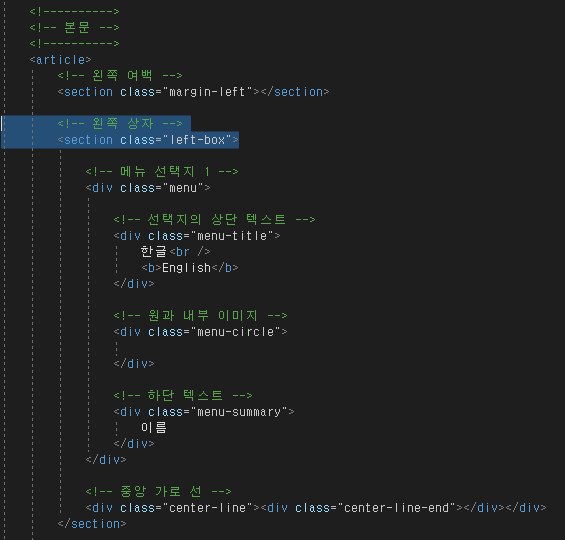 <!---------->
<!-- 본문 -->
<!---------->
<article>
<!-- 왼쪽 여백 -->
<section class="margin-left"></section>
<!-- 왼쪽 상자 -->
<section class="left-box">
<!-- 메뉴 선택지 1 -->
<div class="menu">
<!-- 선택지의 상단 텍스트 -->
<div class="menu-title">
한글<br />
<b>English</b>
</div>
<!-- 원과 내부 이미지 -->
<div class="menu-circle">
</div>
<!-- 하단 텍스트 -->
<div class="menu-summary">
이름
</div>
</div>
<!-- 중앙 가로 선 -->
<div class="center-line"><div class="center-line-end"></div></div>
</section>